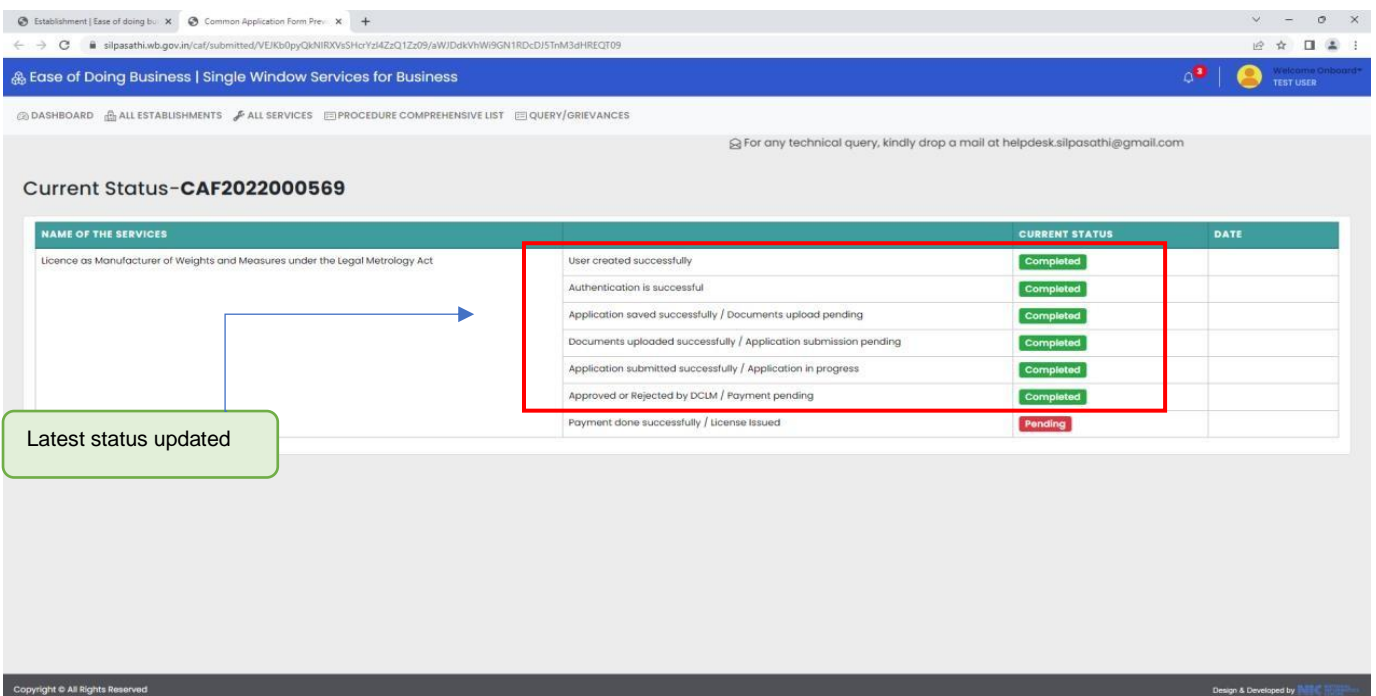 Establishment | Ease of doing bu
Common Application Form Prev
silpasathi.wb.gov.in/caf/submitted/
Ease of Doing Business | Single Window Services for Business
3
Welcome Onboard
TEST USER
DASHBOARD ALL ESTABLISHMENTS ALL SERVICES PROCEDURE COMPREHENSIVE LIST QUERY/GRIEVANCES
For any technical query, kindly drop a mail at helpdesk.silpasathi@gmail.com
Current Status-CAF2022000569
NAME OF THE SERVICES CURRENT STATUS DATE
Licence as Manufacturer of Weights and Measures under the Legal Metrology Act User created successfully Completed
Authentication is successful Completed
Application saved successfully / Documents upload pending Completed
Documents uploaded successfully / Application submission pending Completed
Application submitted successfully / Application in progress Completed
Approved or Rejected by DCLM / Payment pending Completed
Payment done successfully / License Issued Pending
Latest status updated
Copyright © All Rights Reserved
Design & Developed by NIC